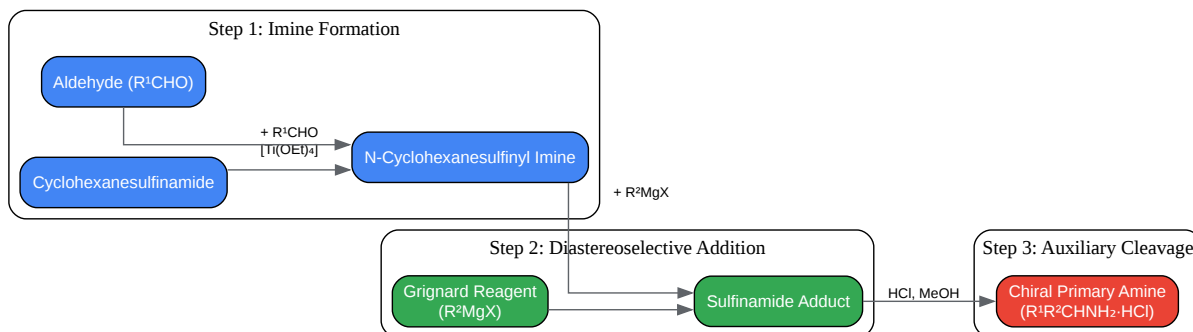 Step 1: Imine Formation
Aldehyde (R¹CHO)
+ R¹CHO
[Ti(OEt)₄]
N-Cyclohexanesulfinyl Imine
Cyclohexanesulfinamide
+ R²MgX
Step 2: Diastereoselective Addition
Grignard Reagent
(R²MgX)
Sulfinamide Adduct
HCl, MeOH
Step 3: Auxiliary Cleavage
Chiral Primary Amine
(R¹R²CHNH₂·HCl)